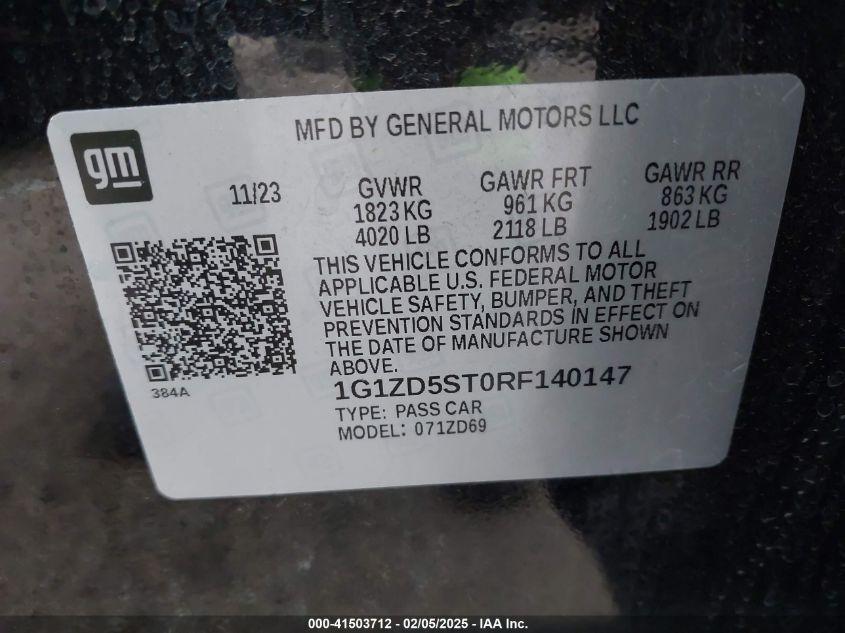 MFD BY GENERAL MOTORS LLC
gm
11/23
GVWR
1823 KG
4020 LB
GAWR FRT
961 KG
2118 LB
GAWR RR
863 KG
1902 LB
THIS VEHICLE CONFORMS TO ALL
APPLICABLE U.S. FEDERAL MOTOR
VEHICLE SAFETY, BUMPER, AND THEFT
PREVENTION STANDARDS IN EFFECT ON
THE DATE OF MANUFACTURE SHOWN
ABOVE.
384A
1G1ZD5ST0RF140147
TYPE: PASS CAR
MODEL: 071ZD69
000-41503712 - 02/05/2025 - IAA Inc.